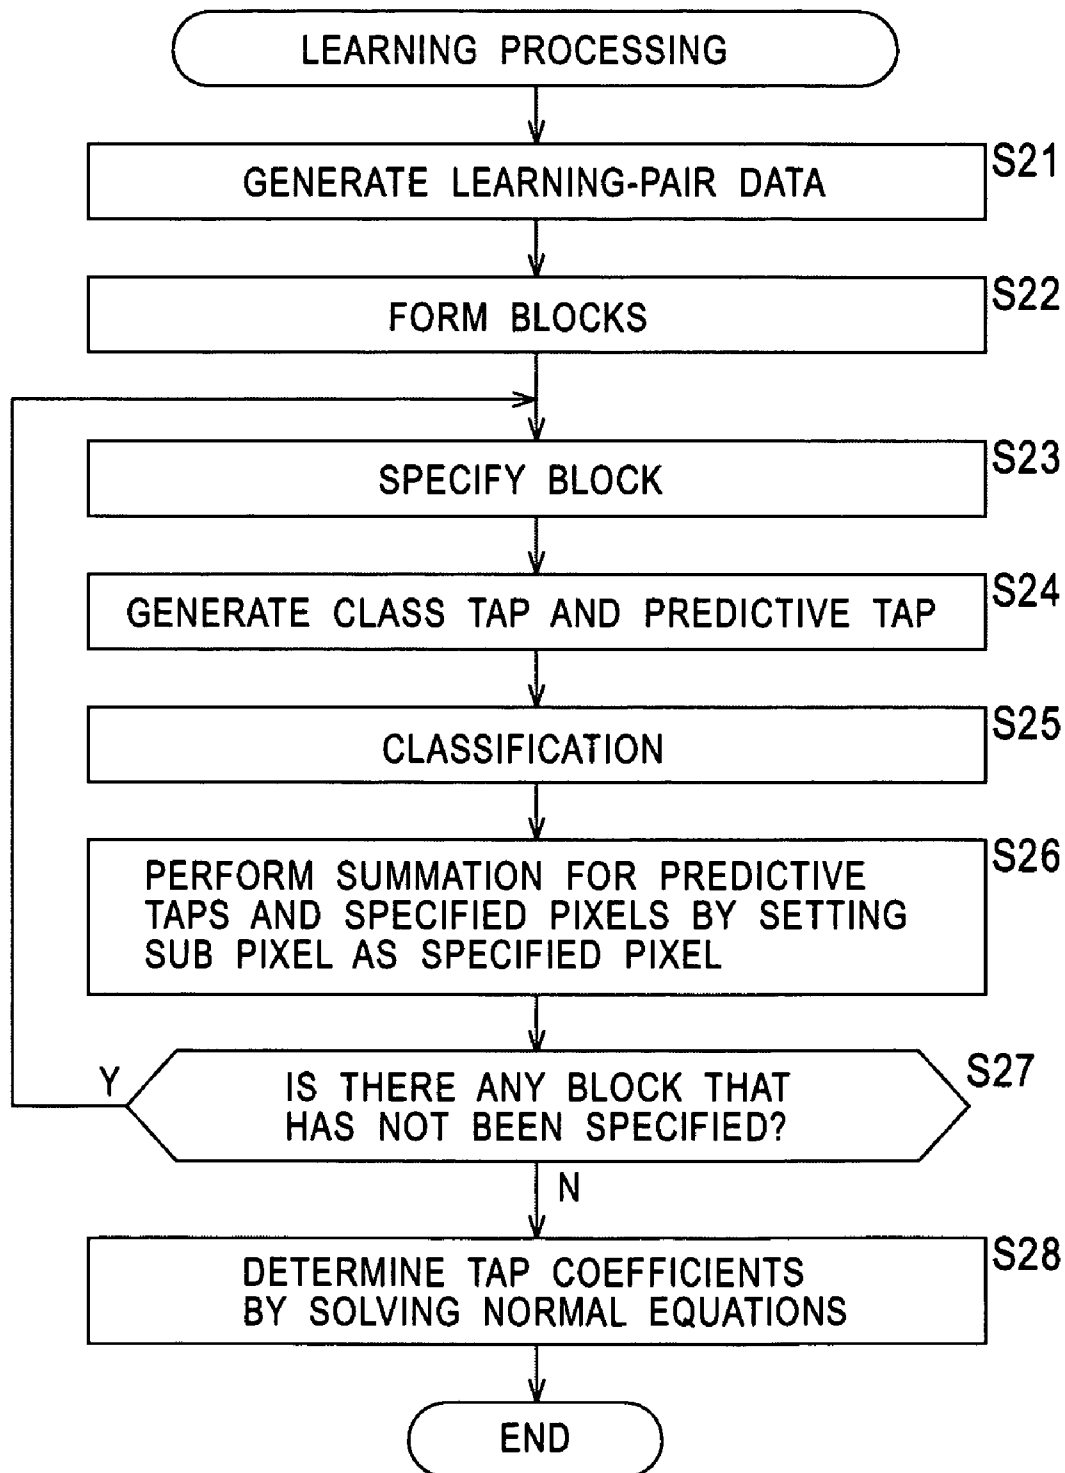 LEARNING PROCESSING
S21
GENERATE LEARNING-PAIR DATA
S22
FORM BLOCKS
S23
SPECIFY BLOCK
S24
GENERATE CLASS TAP AND PREDICTIVE TAP
S25
CLASSIFICATION
S26
PERFORM SUMMATION FOR PREDICTIVE
TAPS AND SPECIFIED PIXELS BY SETTING
SUB PIXEL AS SPECIFIED PIXEL
S27
Y
IS THERE ANY BLOCK THAT
HAS NOT BEEN SPECIFIED?
N
S28
DETERMINE TAP COEFFICIENTS
BY SOLVING NORMAL EQUATIONS
END